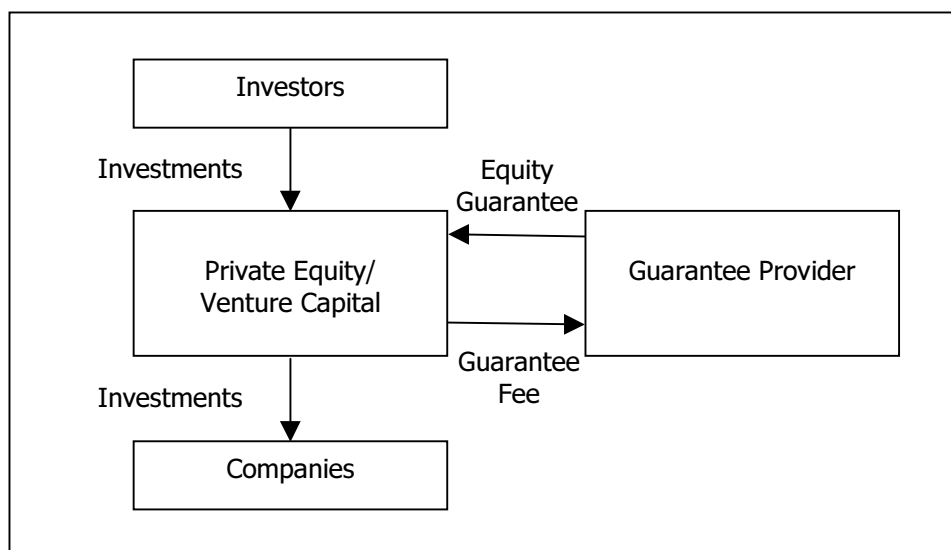 Investors
Investments
Equity
Guarantee
Private Equity/
Venture Capital
Guarantee Provider
Guarantee
Fee
Investments
Companies